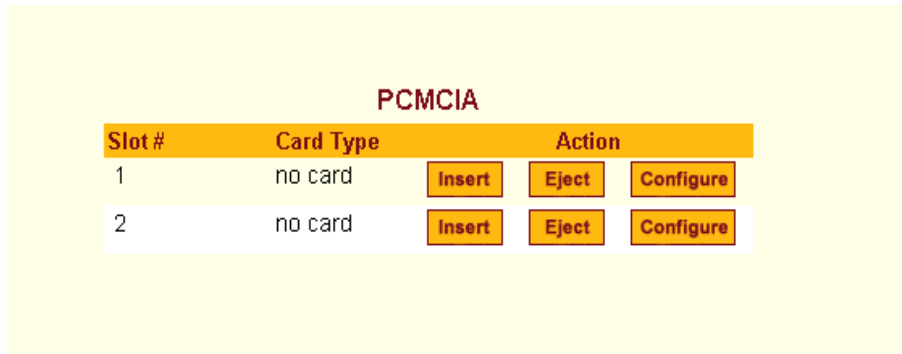 PCMCIA
Slot # Card Type Action
1 no card Insert Eject Configure
2 no card Insert Eject Configure